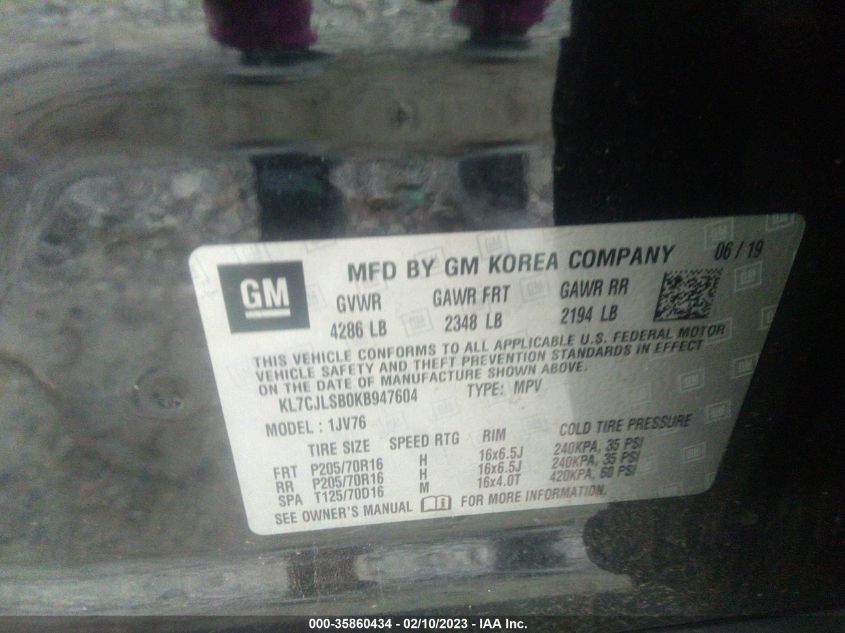 GM
MFD BY GM KOREA COMPANY 06 / 19
GVWR GAWR FRT GAWR RR
4286 LB 2348 LB 2194 LB
THIS VEHICLE CONFORMS TO ALL APPLICABLE U.S. FEDERAL MOTOR
VEHICLE SAFETY AND THEFT PREVENTION STANDARDS IN EFFECT
ON THE DATE OF MANUFACTURE SHOWN ABOVE.
KL7CJLSB0KB947604 TYPE: MPV
MODEL : 1JV76
TIRE SIZE SPEED RTG RIM COLD TIRE PRESSURE
FRT P205/70R16 H 16x6.5J 240KPA, 35 PSI
RR P205/70R16 H 16x6.5J 240KPA, 35 PSI
SPA T125/70D16 M 16x4.0T 420KPA, 60 PSI
SEE OWNER'S MANUAL FOR MORE INFORMATION.
000-35860434 - 02/10/2023 - IAA Inc.